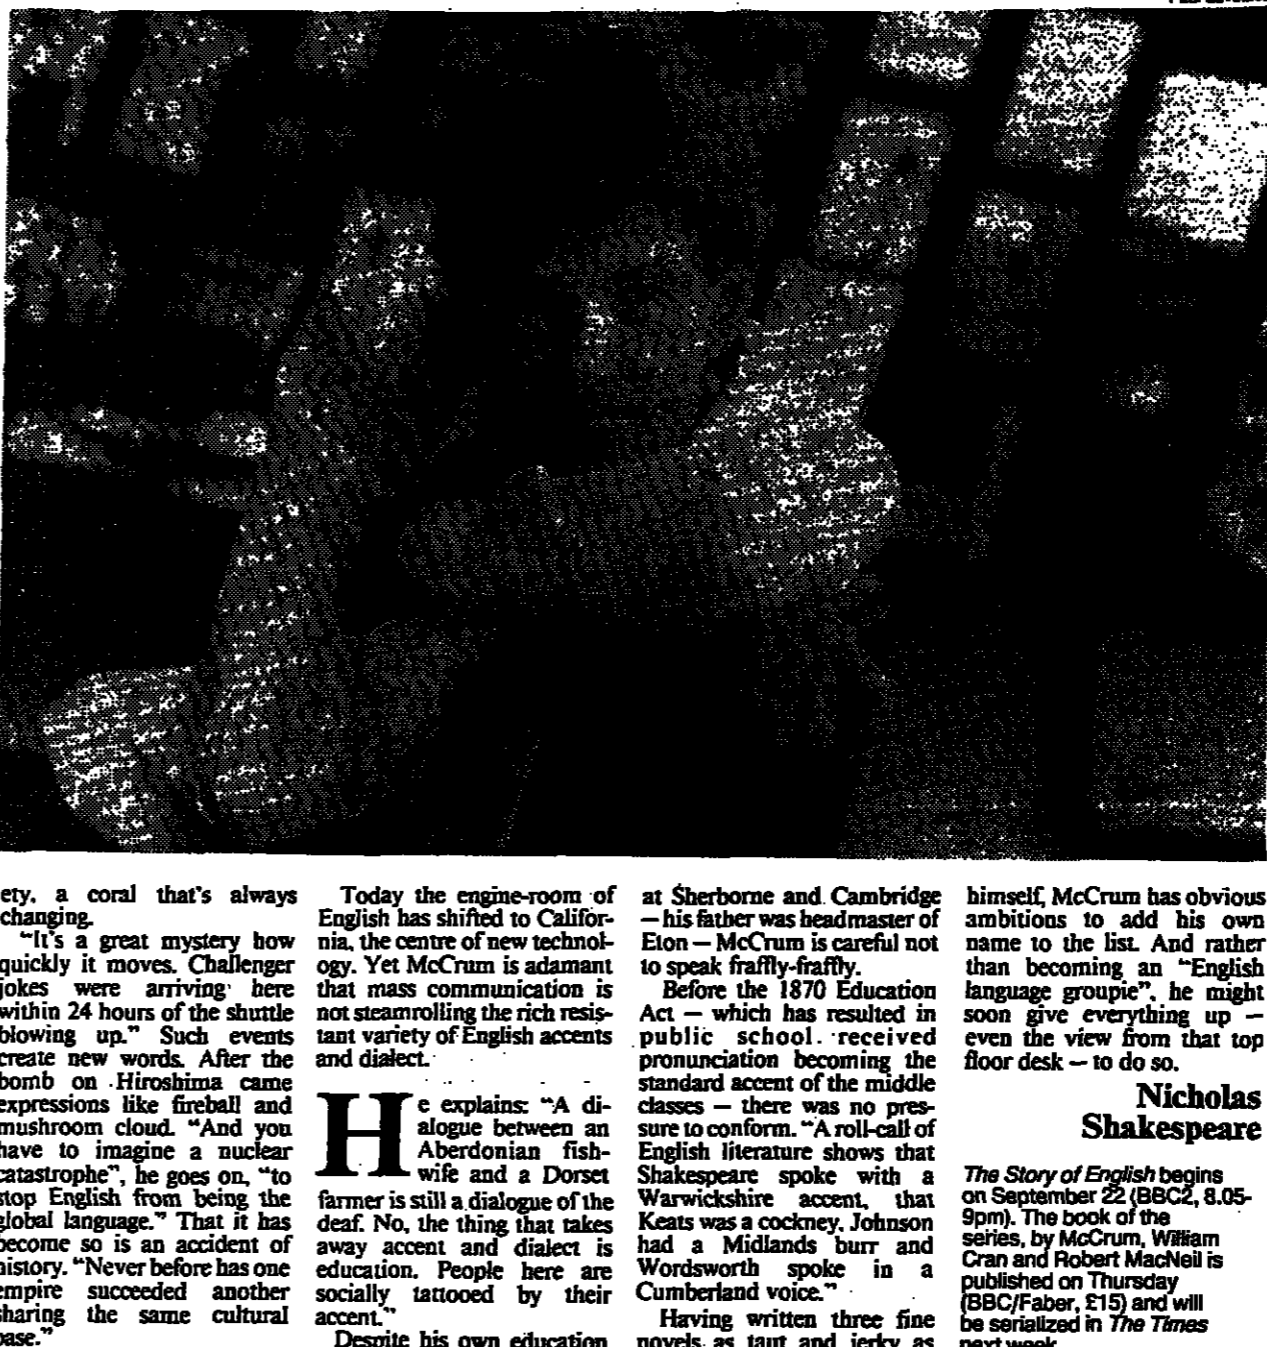 ety, a coral that's always
changing.
"It's a great mystery how
quickly it moves. Challenger
jokes were arriving here
within 24 hours of the shuttle
blowing up." Such events
create new words. After the
bomb on Hiroshima came
expressions like fireball and
mushroom cloud. "And you
have to imagine a nuclear
catastrophe", he goes on, "to
stop English from being the
global language." That it has
become so is an accident of
history. "Never before has one
empire succeeded another
sharing the same cultural
base."
Today the engine-room of
English has shifted to Califor-
nia, the centre of new technol-
ogy. Yet McCrum is adamant
that mass communication is
not steamrolling the rich resis-
tant variety of English accents
and dialect.
He explains: "A di-
alogue between an
Aberdonian fish-
wife and a Dorset
farmer is still a dialogue of the
deaf. No, the thing that takes
away accent and dialect is
education. People here are
socially tattooed by their
accent."
Despite his own education
at Sherborne and Cambridge
— his father was headmaster of
Eton — McCrum is careful not
to speak fraffly-fraffly.
Before the 1870 Education
Act — which has resulted in
public school received
pronunciation becoming the
standard accent of the middle
classes — there was no pres-
sure to conform. "A roll-call of
English literature shows that
Shakespeare spoke with a
Warwickshire accent, that
Keats was a cockney, Johnson
had a Midlands burr and
Wordsworth spoke in a
Cumberland voice."
Having written three fine
novels, as taut and jerky as
himself, McCrum has obvious
ambitions to add his own
name to the list. And rather
than becoming an "English
language groupie", he might
soon give everything up —
even the view from that top
floor desk — to do so.
Nicholas
Shakespeare
The Story of English begins
on September 22 (BBC2, 8.05-
9pm). The book of the
series, by McCrum, William
Cran and Robert MacNeil is
published on Thursday
(BBC/Faber, £15) and will
be serialized in The Times
next week